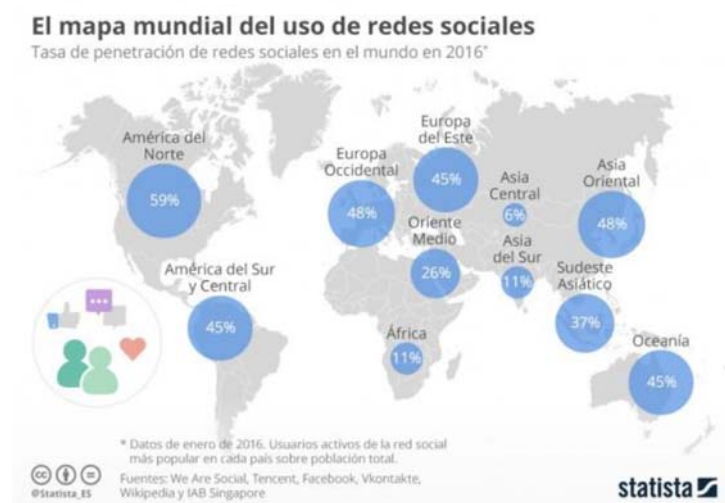 El mapa mundial del uso de redes sociales
Tasa de penetración de redes sociales en el mundo en 2016*
América del
Norte
59%
Europa
Occidental
48%
Europa
del Este
45%
Asia
Central
6%
Asia
Oriental
48%
Oriente
Medio
26%
Asia
del Sur
11%
Sudeste
Asiático
37%
América del Sur
y Central
45%
África
11%
Oceanía
45%
* Datos de enero de 2016. Usuarios activos de la red social
más popular en cada país sobre población total.
cc
@Statista_ES
Fuentes: We Are Social, Tencent, Facebook, Vkontakte,
Wikipedia y IAB Singapore
statista